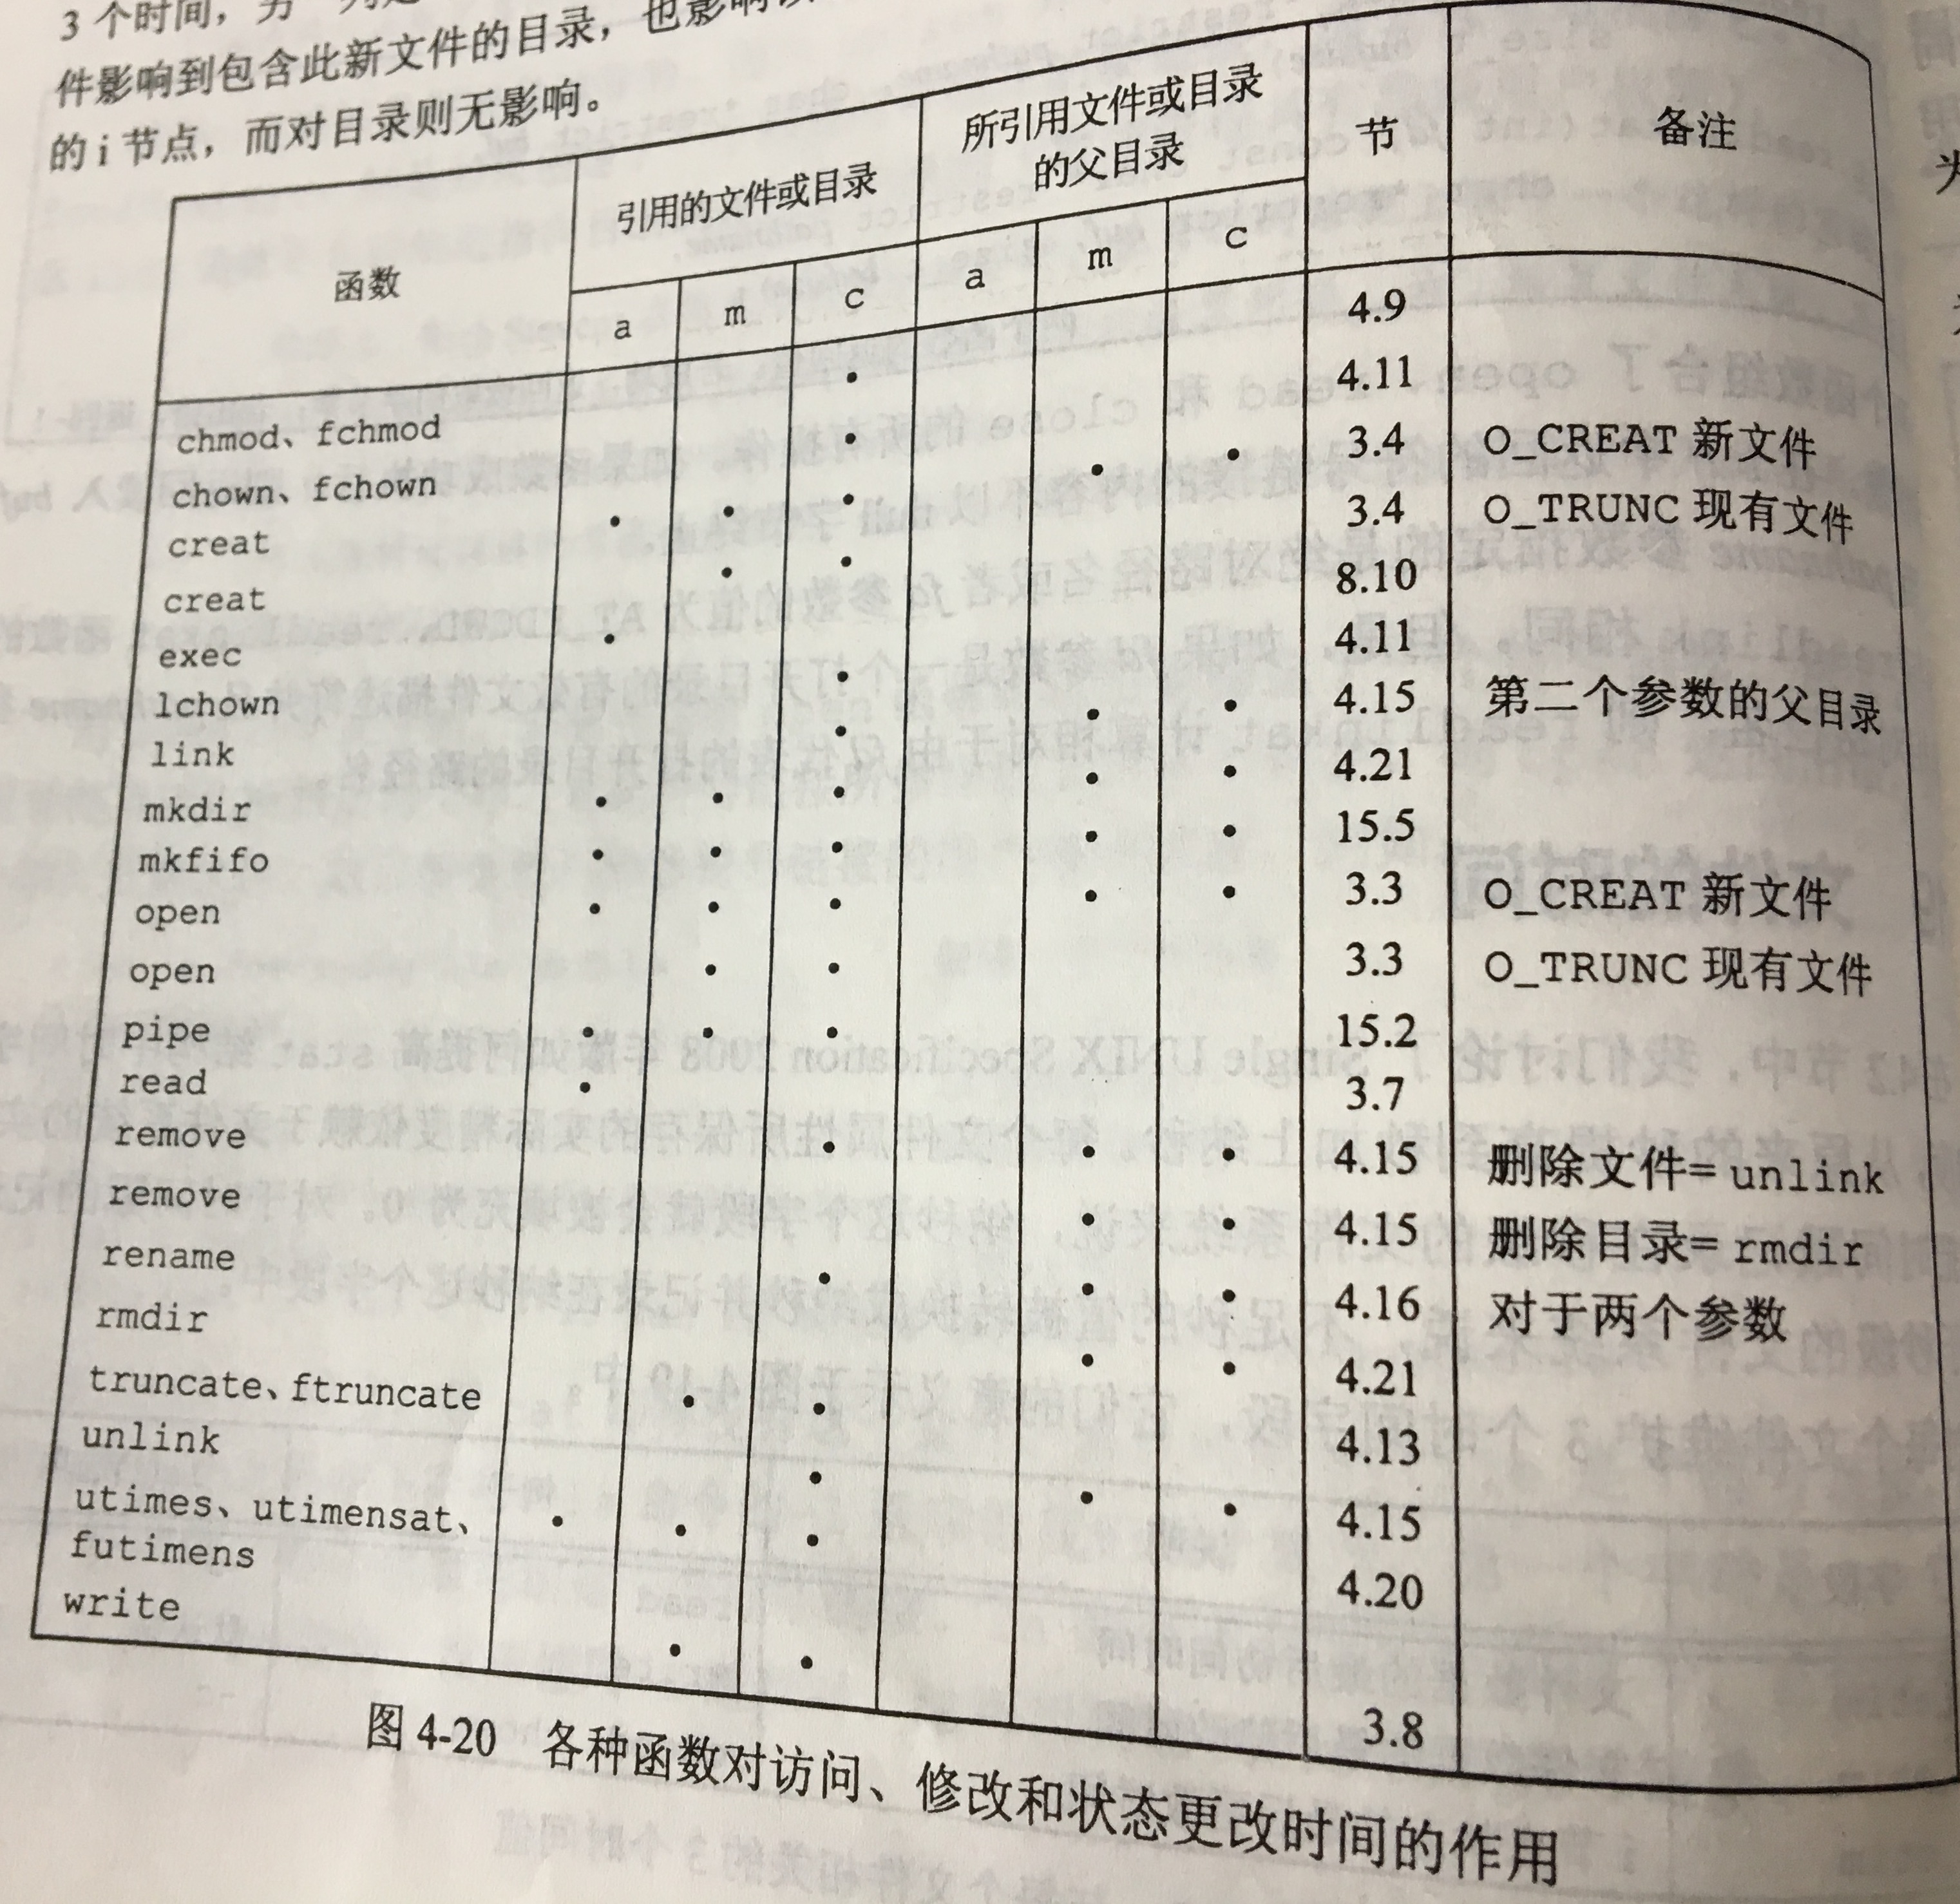 3 个时间，另一列是
件影响到包含此新文件的目录，也影响
的 i 节点，而对目录则无影响。
函数 引用的文件或目录 所引用文件或目录的父目录 节 备注
a m c a m c
chmod、fchmod • 4.9
chown、fchown • 4.11
creat • • • • • 3.4 O_CREAT 新文件
creat • • 3.4 O_TRUNC 现有文件
exec • 8.10
lchown • 4.11
link • • • 4.15 第二个参数的父目录
mkdir • • • • • 4.21
mkfifo • • • • • 15.5
open • • • • • 3.3 O_CREAT 新文件
open • • 3.3 O_TRUNC 现有文件
pipe • • • 15.2
read • 3.7
remove • • • 4.15 删除文件= unlink
remove • • 4.15 删除目录= rmdir
rename • • • 4.16 对于两个参数
rmdir • • 4.21
truncate、ftruncate • • 4.13
unlink • • • 4.15
utimes、utimensat、 • • • 4.20
futimens
write • • 3.8
图 4-20 各种函数对访问、修改和状态更改时间的作用